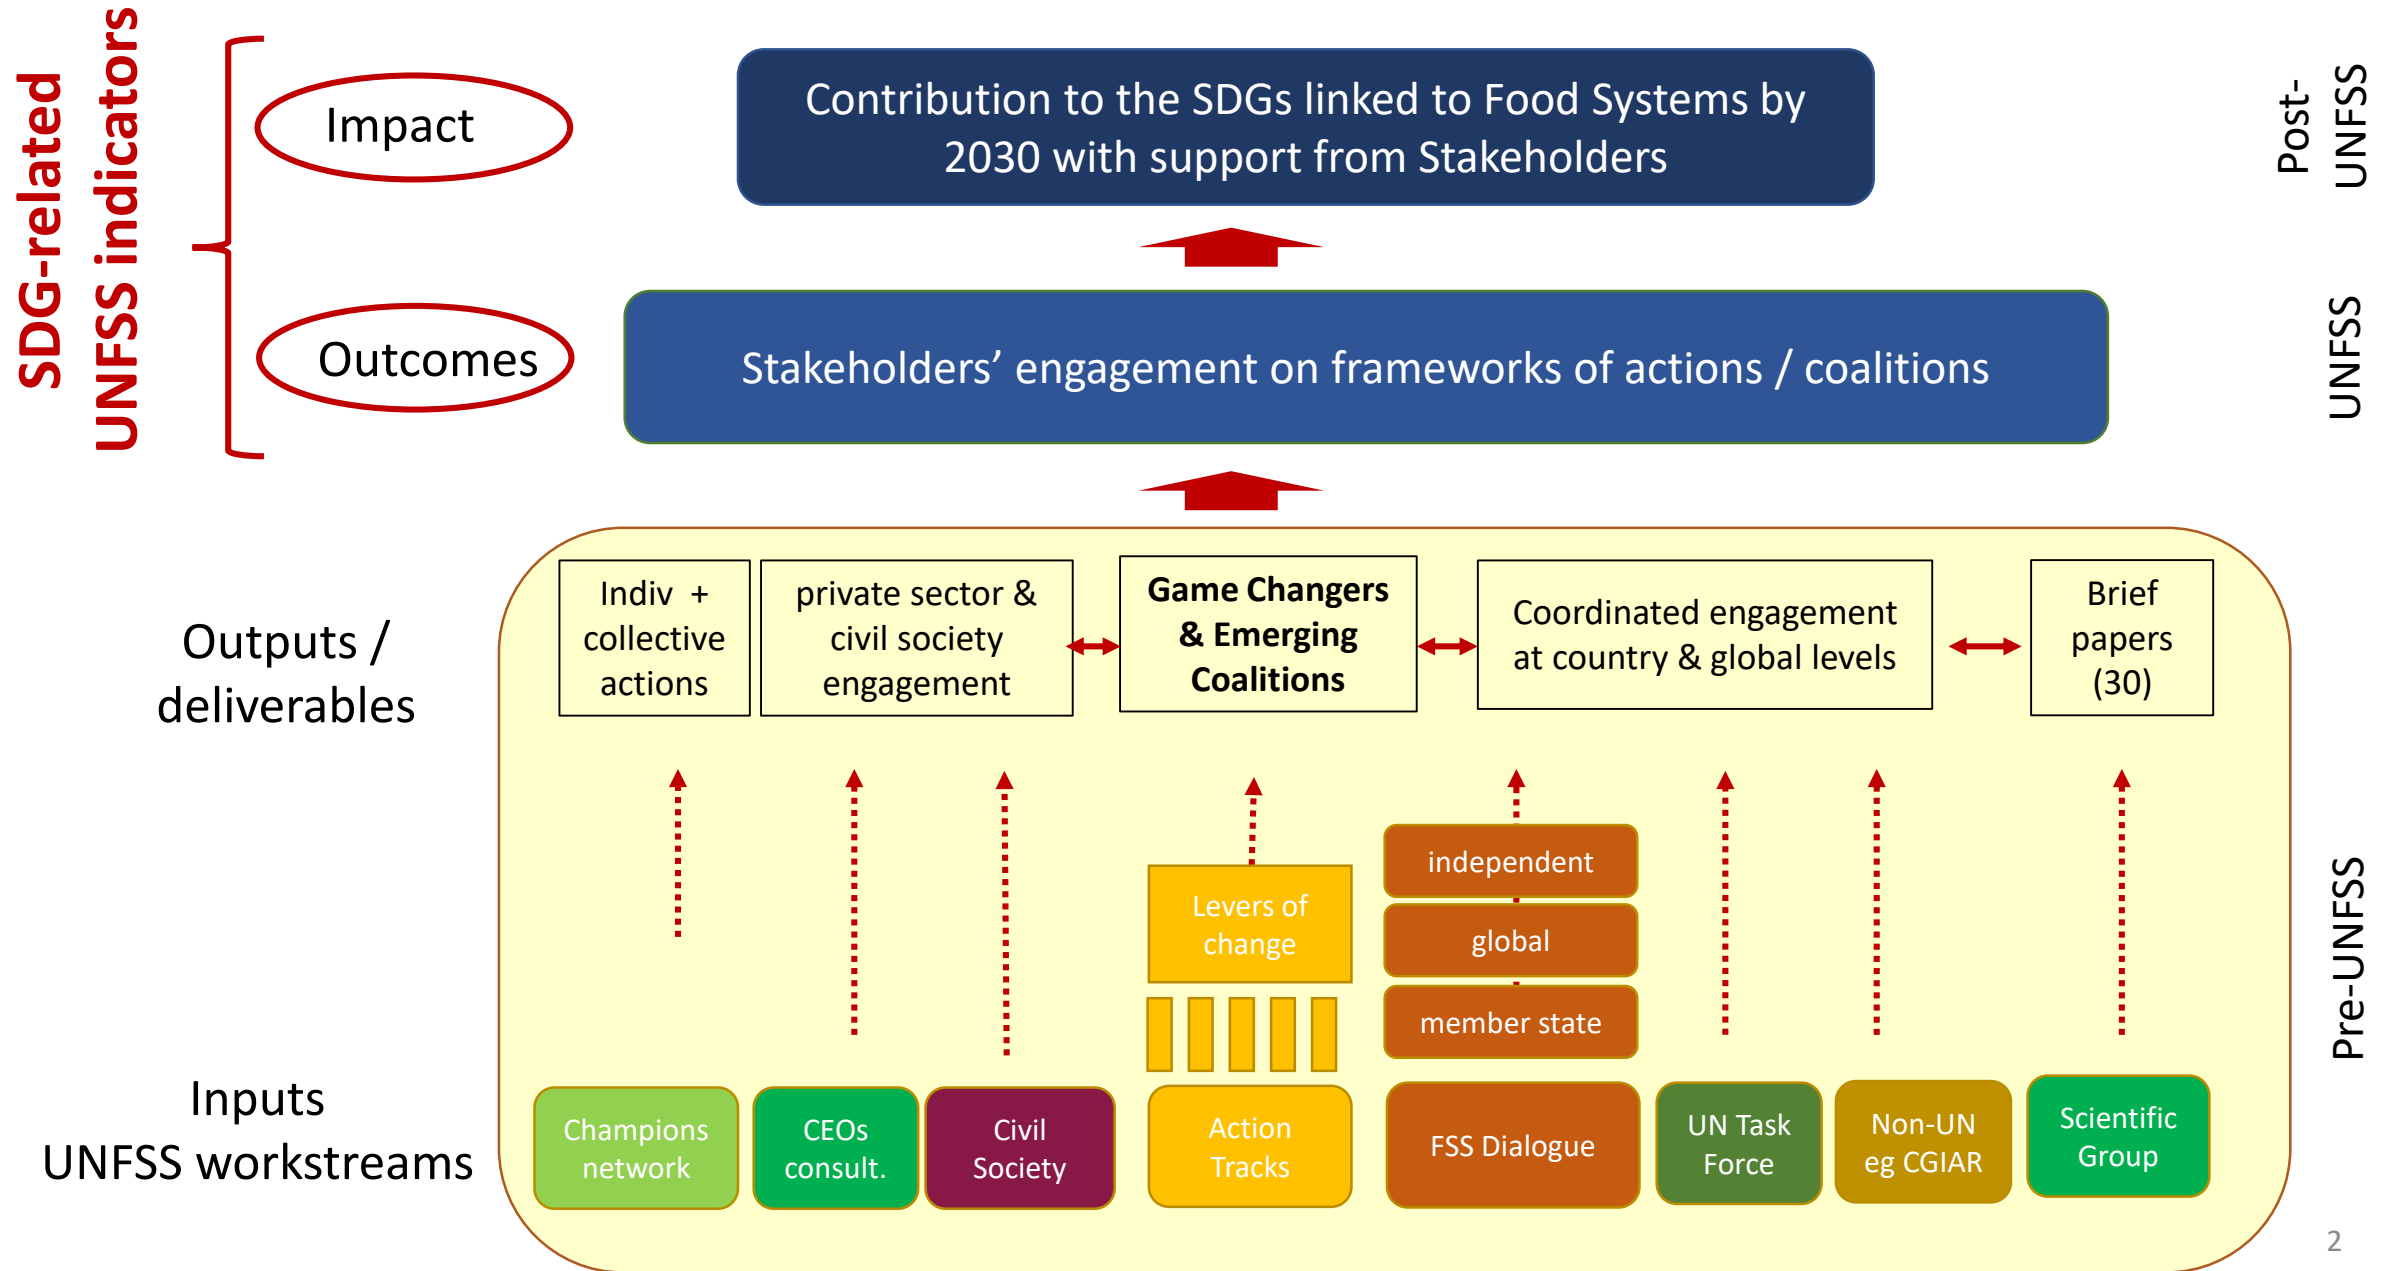 SDG-related
UNFSS indicators
Impact
Contribution to the SDGs linked to Food Systems by
2030 with support from Stakeholders
Post-
UNFSS
Outcomes
Stakeholders’ engagement on frameworks of actions / coalitions
UNFSS
Outputs /
deliverables
Indiv +
collective
actions
private sector &
civil society
engagement
Game Changers
& Emerging
Coalitions
Coordinated engagement
at country & global levels
Brief
papers
(30)
Levers of
change
independent
global
member state
Pre-UNFSS
Inputs
UNFSS workstreams
Champions
network
CEOs
consult.
Civil
Society
Action
Tracks
FSS Dialogue
UN Task
Force
Non-UN
eg CGIAR
Scientific
Group
2